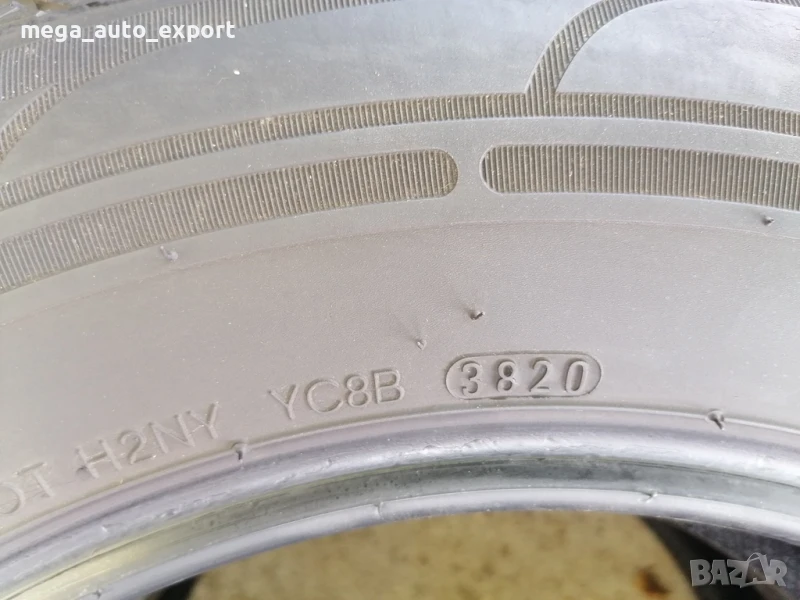 mega_auto_export
DOT H2NY YC8B 3820
BAZAR